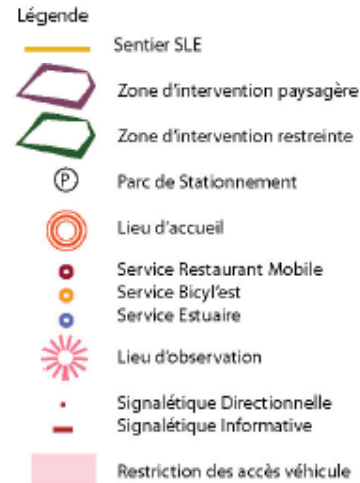 Légende
Sentier SLE
Zone d'intervention paysagère
Zone d'intervention restreinte
P Parc de Stationnement
Lieu d'accueil
Service Restaurant Mobile
Service Bicyl'est
Service Estuaire
Lieu d'observation
Signalétique Directionnelle
Signalétique Informative
Restriction des accès véhicule